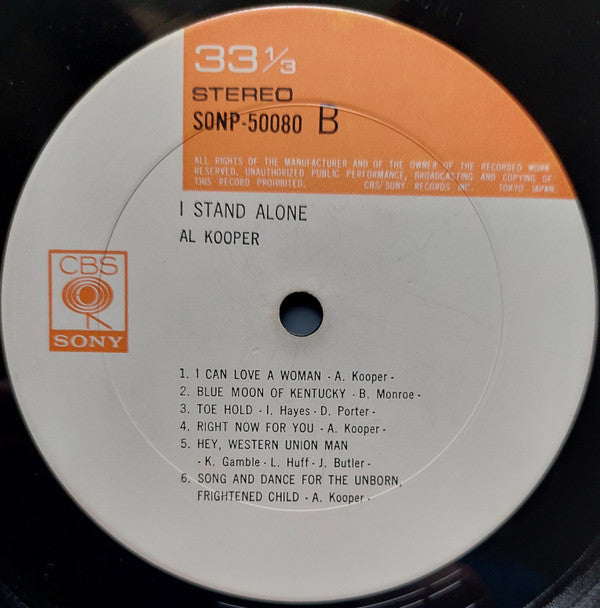 33 1/3
STEREO
SONP-50080 B
ALL RIGHTS OF THE MANUFACTURER AND OF THE OWNER OF THE RECORDED WORK
RESERVED. UNAUTHORIZED PUBLIC PERFORMANCE, BROADCASTING AND COPYING OF
THIS RECORD PROHIBITED. CBS/SONY RECORDS INC. TOKYO-JAPAN.
I STAND ALONE
AL KOOPER
CBS
SONY
1. I CAN LOVE A WOMAN - A. Kooper -
2. BLUE MOON OF KENTUCKY - B. Monroe -
3. TOE HOLD - I. Hayes - D. Porter -
4. RIGHT NOW FOR YOU - A. Kooper -
5. HEY, WESTERN UNION MAN
- K. Gamble - L. Huff - J. Butler -
6. SONG AND DANCE FOR THE UNBORN,
FRIGHTENED CHILD - A. Kooper -